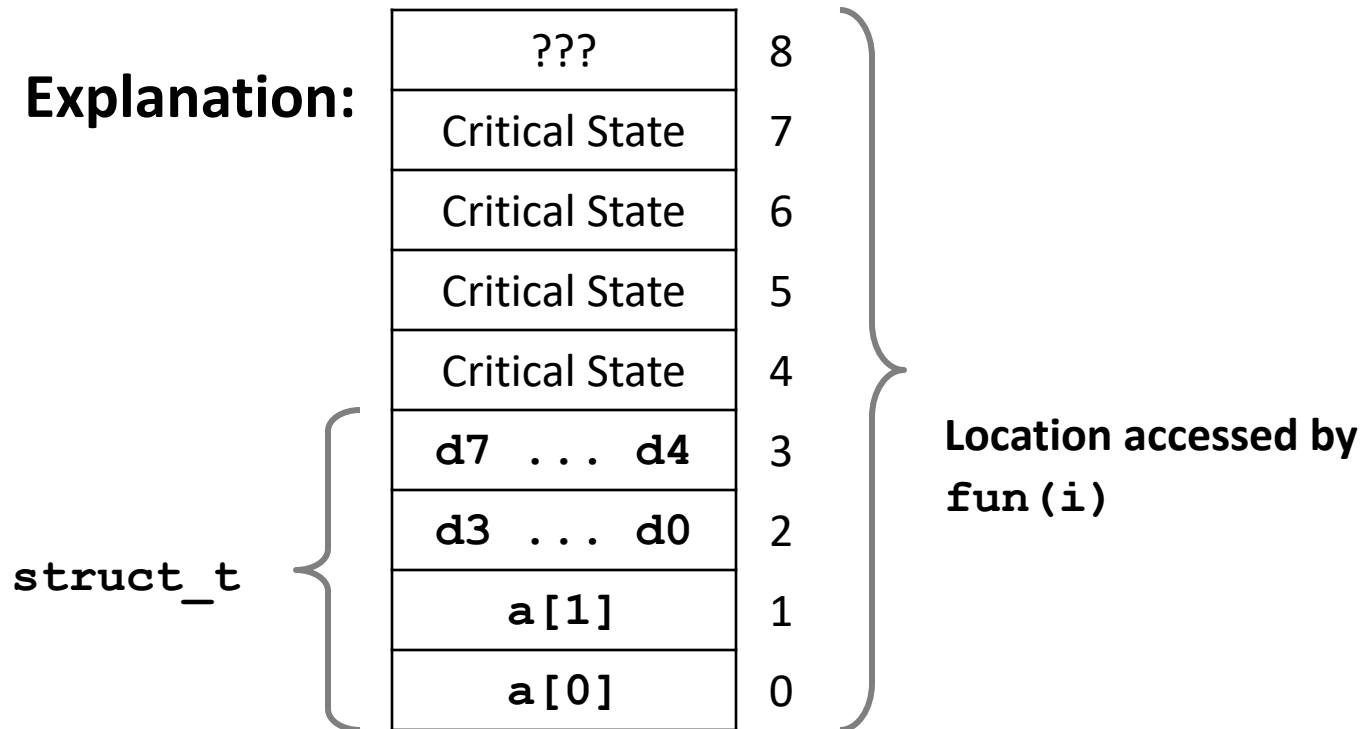 Explanation:
??? 8
Critical State 7
Critical State 6
Critical State 5
Critical State 4
d7 ... d4 3
d3 ... d0 2
a[1] 1
a[0] 0
struct_t
Location accessed by
fun(i)